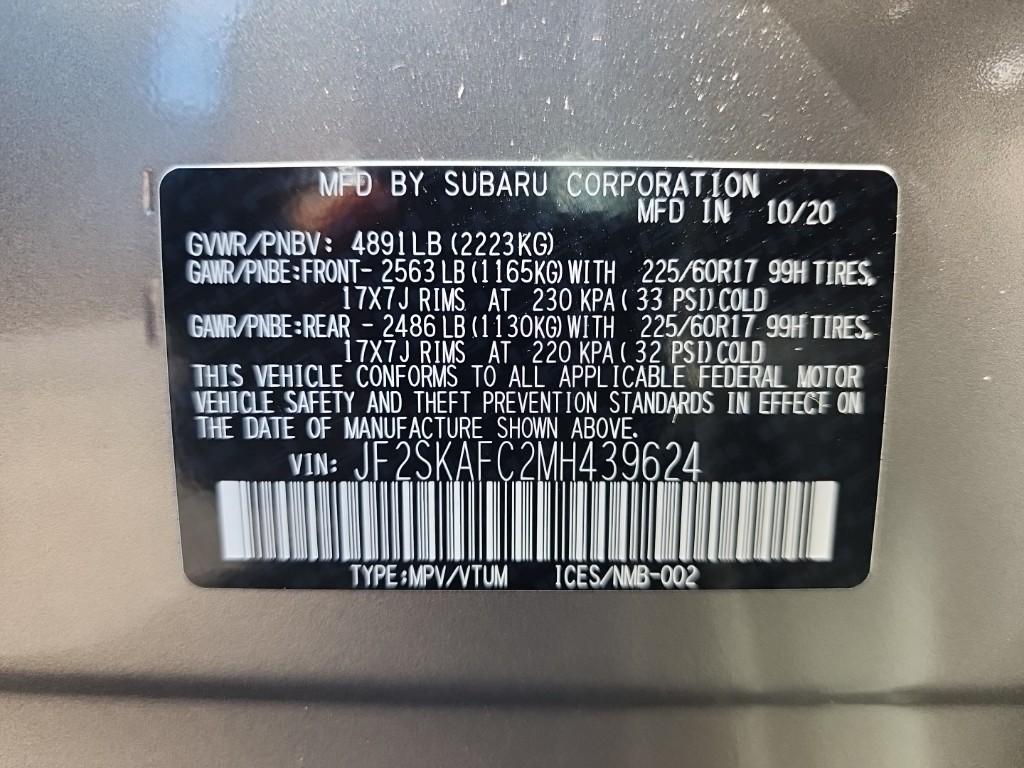 MFD BY SUBARU CORPORATION
MFD IN 10/20
GVWR/PNBV: 4891LB (2223KG)
GAWR/PNBE:FRONT- 2563 LB (1165KG) WITH 225/60R17 99H TIRES,
17X7J RIMS AT 230 KPA ( 33 PSI) COLD
GAWR/PNBE:REAR - 2486 LB (1130KG) WITH 225/60R17 99H TIRES,
17X7J RIMS AT 220 KPA ( 32 PSI) COLD
THIS VEHICLE CONFORMS TO ALL APPLICABLE FEDERAL MOTOR
VEHICLE SAFETY AND THEFT PREVENTION STANDARDS IN EFFECT ON
THE DATE OF MANUFACTURE SHOWN ABOVE.
VIN: JF2SKAFC2MH439624
TYPE:MPV/VTUM ICES/NMB-002